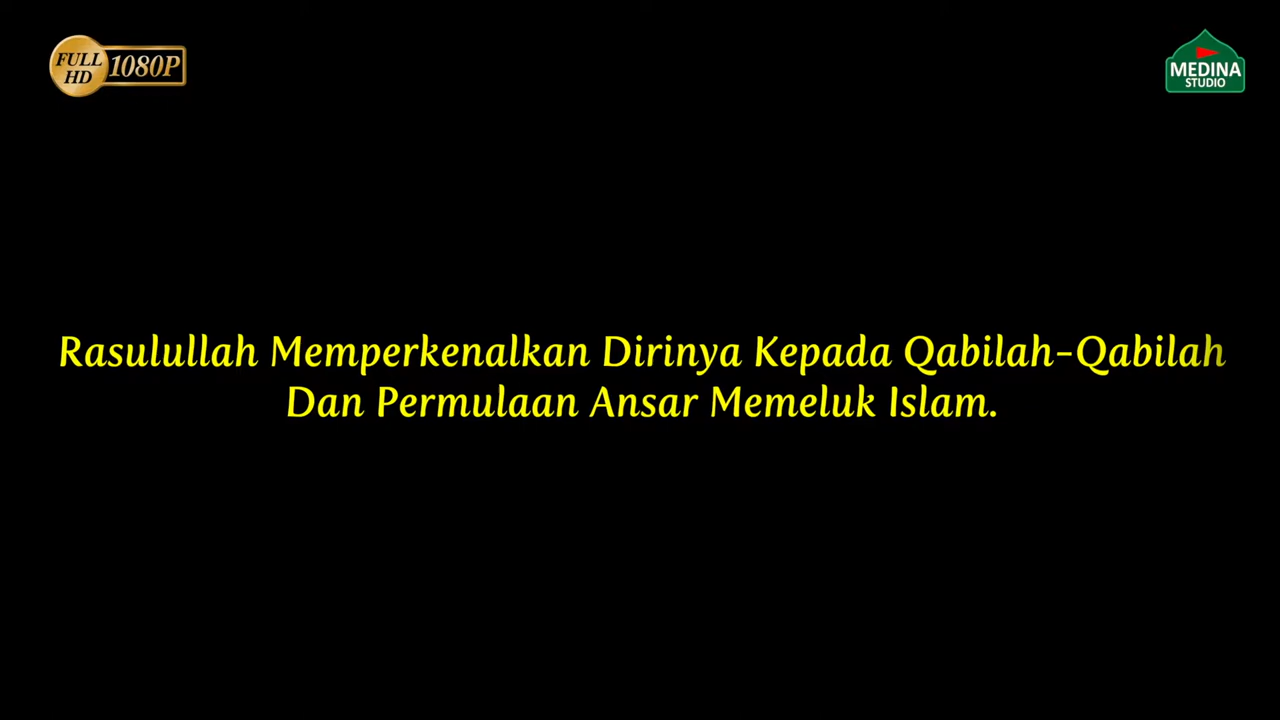 FULL
HD
1080P
MEDINA
STUDIO
Rasulullah Memperkenalkan Dirinya Kepada Qabilah-Qabilah
Dan Permulaan Ansar Memeluk Islam.